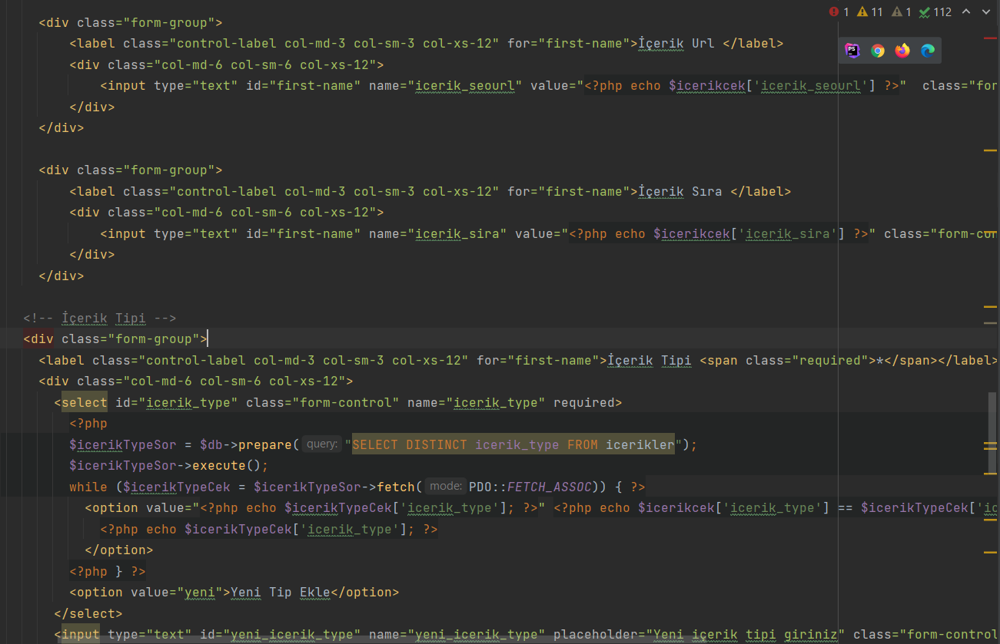 1 11 1 112
<div class="form-group">
<label class="control-label col-md-3 col-sm-3 col-xs-12" for="first-name">İçerik Url </label>
<div class="col-md-6 col-sm-6 col-xs-12">
<input type="text" id="first-name" name="icerik_seourl" value="<?php echo $icerikcek['icerik_seourl'] ?>"  class="for
</div>
</div>
<div class="form-group">
<label class="control-label col-md-3 col-sm-3 col-xs-12" for="first-name">İçerik Sıra </label>
<div class="col-md-6 col-sm-6 col-xs-12">
<input type="text" id="first-name" name="icerik_sira" value="<?php echo $icerikcek['icerik_sira'] ?>" class="form-con
</div>
</div>
<!-- İçerik Tipi -->
<div class="form-group">
<label class="control-label col-md-3 col-sm-3 col-xs-12" for="first-name">İçerik Tipi <span class="required">*</span></label>
<div class="col-md-6 col-sm-6 col-xs-12">
<select id="icerik_type" class="form-control" name="icerik_type" required>
<?php
$icerikTypeSor = $db->prepare( query: "SELECT DISTINCT icerik_type FROM icerikler");
$icerikTypeSor->execute();
while ($icerikTypeCek = $icerikTypeSor->fetch( mode: PDO::FETCH_ASSOC)) { ?>
<option value="<?php echo $icerikTypeCek['icerik_type']; ?>" <?php echo $icerikcek['icerik_type'] == $icerikTypeCek['ic
<?php echo $icerikTypeCek['icerik_type']; ?>
</option>
<?php } ?>
<option value="yeni">Yeni Tip Ekle</option>
</select>
<input type="text" id="yeni_icerik_type" name="yeni_icerik_type" placeholder="Yeni içerik tipi giriniz" class="form-control